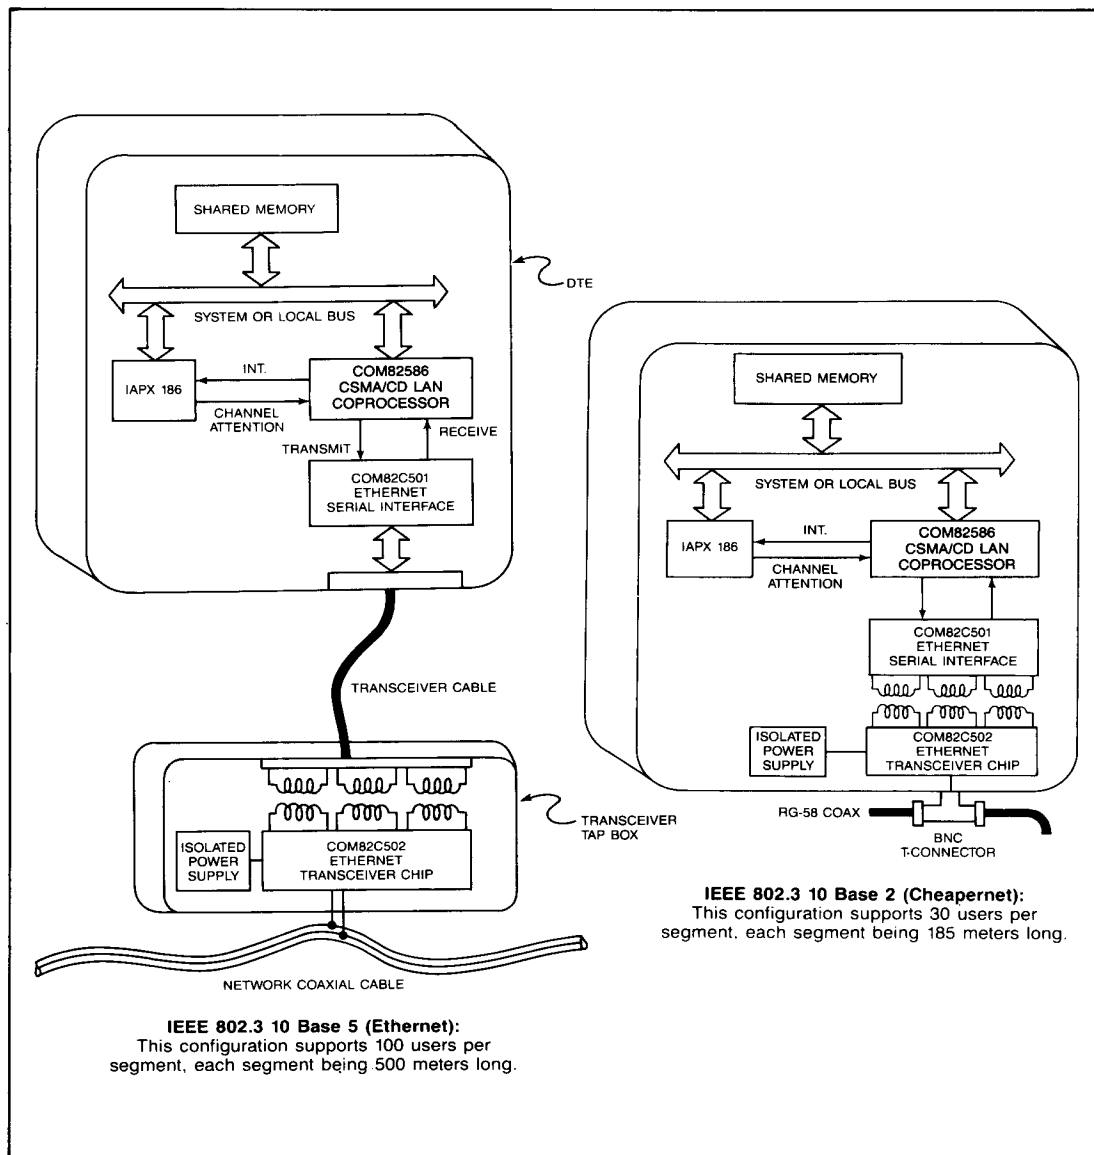 SHARED MEMORY
DTE
SYSTEM OR LOCAL BUS
IAPX 186
INT.
CHANNEL
ATTENTION
COM82586
CSMA/CD LAN
COPROCESSOR
TRANSMIT
RECEIVE
COM82C501
ETHERNET
SERIAL INTERFACE
TRANSCEIVER CABLE
ISOLATED
POWER
SUPPLY
COM82C502
ETHERNET
TRANSCEIVER CHIP
TRANSCEIVER
TAP BOX
NETWORK COAXIAL CABLE
IEEE 802.3 10 Base 5 (Ethernet):
This configuration supports 100 users per
segment, each segment being 500 meters long.
SHARED MEMORY
SYSTEM OR LOCAL BUS
IAPX 186
INT.
CHANNEL
ATTENTION
COM82586
CSMA/CD LAN
COPROCESSOR
COM82C501
ETHERNET
SERIAL INTERFACE
ISOLATED
POWER
SUPPLY
COM82C502
ETHERNET
TRANSCEIVER CHIP
RG-58 COAX
BNC
T-CONNECTOR
IEEE 802.3 10 Base 2 (Cheapernet):
This configuration supports 30 users per
segment, each segment being 185 meters long.